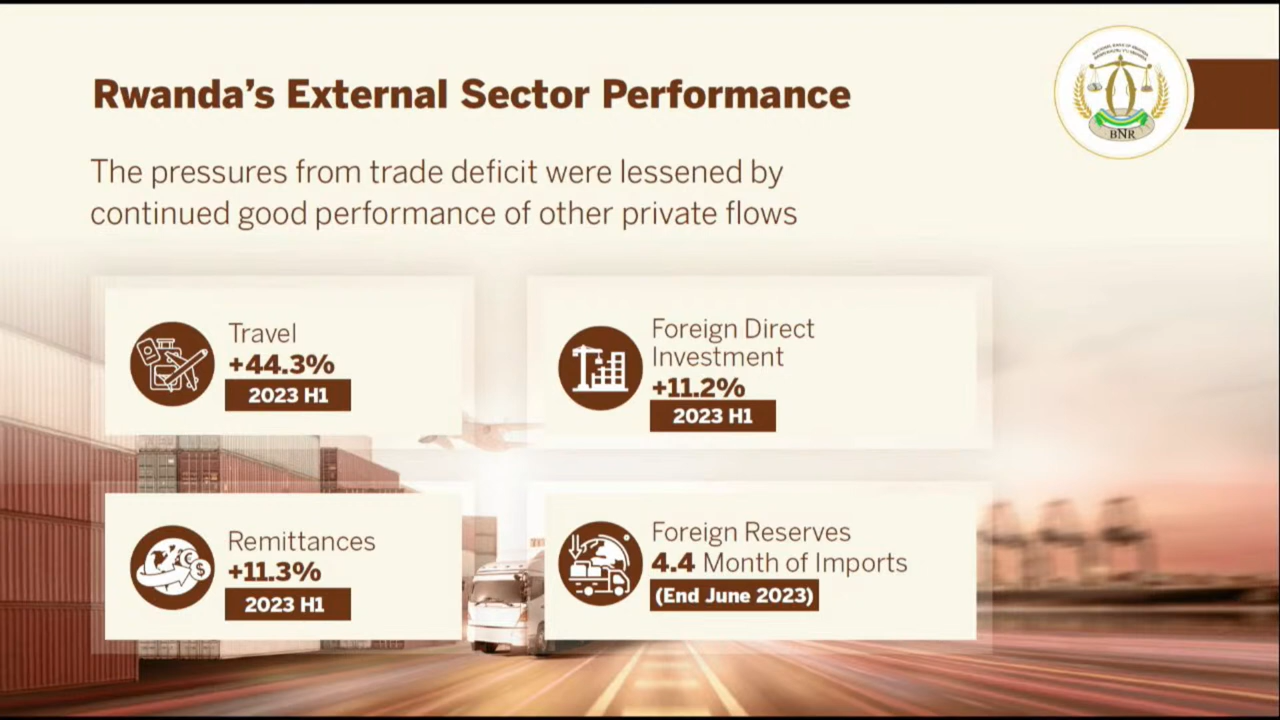 Rwanda's External Sector Performance
The pressures from trade deficit were lessened by
continued good performance of other private flows
BNR
Travel
+44.3%
2023 H1
Foreign Direct
Investment
+11.2%
2023 H1
Remittances
+11.3%
2023 H1
Foreign Reserves
4.4 Month of Imports
(End June 2023)